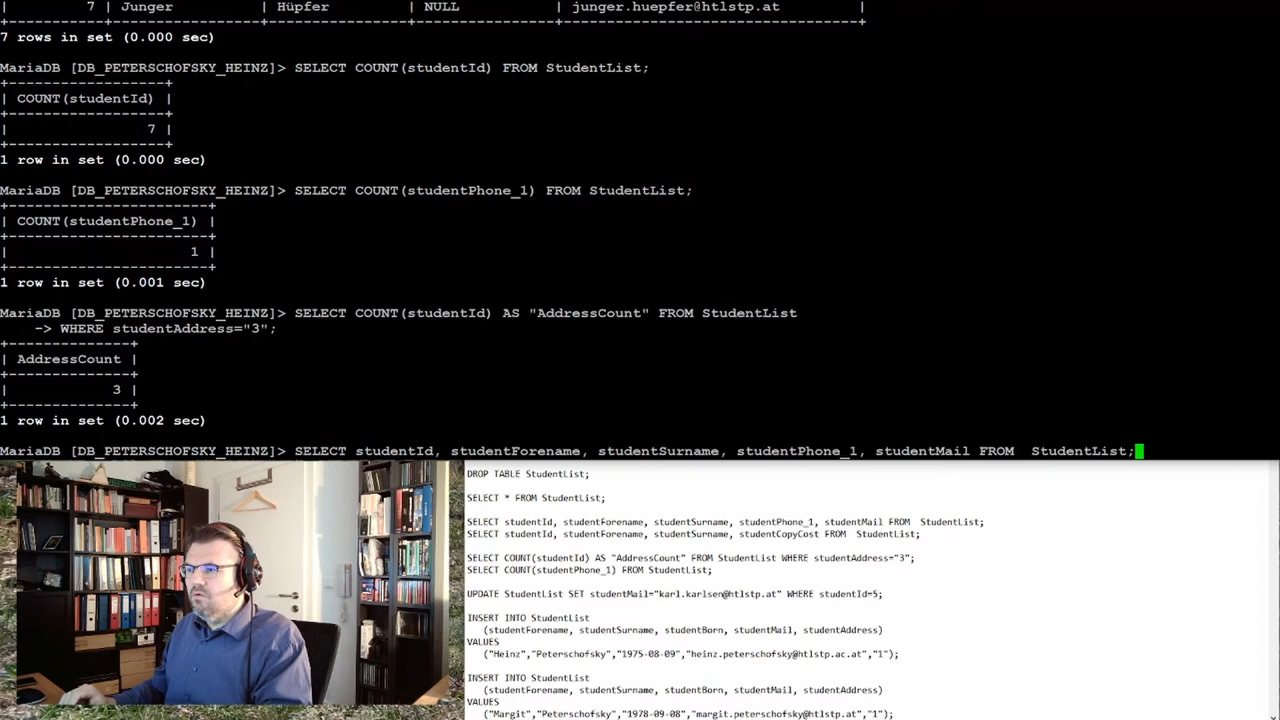 |         7 | Junger             | Hüpfer          | NULL            | junger.huepfer@htlstp.at         |
+-----------+-----------------+-----------------+-----------------+-----------------------------------+
7 rows in set (0.000 sec)
MariaDB [DB_PETERSCHOFSKY_HEINZ]> SELECT COUNT(studentId) FROM StudentList;
+------------------+
| COUNT(studentId) |
+------------------+
|                7 |
+------------------+
1 row in set (0.000 sec)
MariaDB [DB_PETERSCHOFSKY_HEINZ]> SELECT COUNT(studentPhone_1) FROM StudentList;
+-----------------------+
| COUNT(studentPhone_1) |
+-----------------------+
|                     1 |
+-----------------------+
1 row in set (0.001 sec)
MariaDB [DB_PETERSCHOFSKY_HEINZ]> SELECT COUNT(studentId) AS "AddressCount" FROM StudentList
    -> WHERE studentAddress="3";
+--------------+
| AddressCount |
+--------------+
|            3 |
+--------------+
1 row in set (0.002 sec)
MariaDB [DB_PETERSCHOFSKY_HEINZ]> SELECT studentId, studentForename, studentSurname, studentPhone_1, studentMail FROM  StudentList;
DROP TABLE StudentList;
SELECT * FROM StudentList;
SELECT studentId, studentForename, studentSurname, studentPhone_1, studentMail FROM  StudentList;
SELECT studentId, studentForename, studentSurname, studentCopyCost FROM  StudentList;
SELECT COUNT(studentId) AS "AddressCount" FROM StudentList WHERE studentAddress="3";
SELECT COUNT(studentPhone_1) FROM StudentList;
UPDATE StudentList SET studentMail="karl.karlsen@htlstp.at" WHERE studentId=5;
INSERT INTO StudentList
(studentForename, studentSurname, studentBorn, studentMail, studentAddress)
VALUES
("Heinz","Peterschofsky","1975-08-09","heinz.peterschofsky@htlstp.ac.at","1");
INSERT INTO StudentList
(studentForename, studentSurname, studentBorn, studentMail, studentAddress)
VALUES
("Margit","Peterschofsky","1978-09-08","margit.peterschofsky@htlstp.at","1");